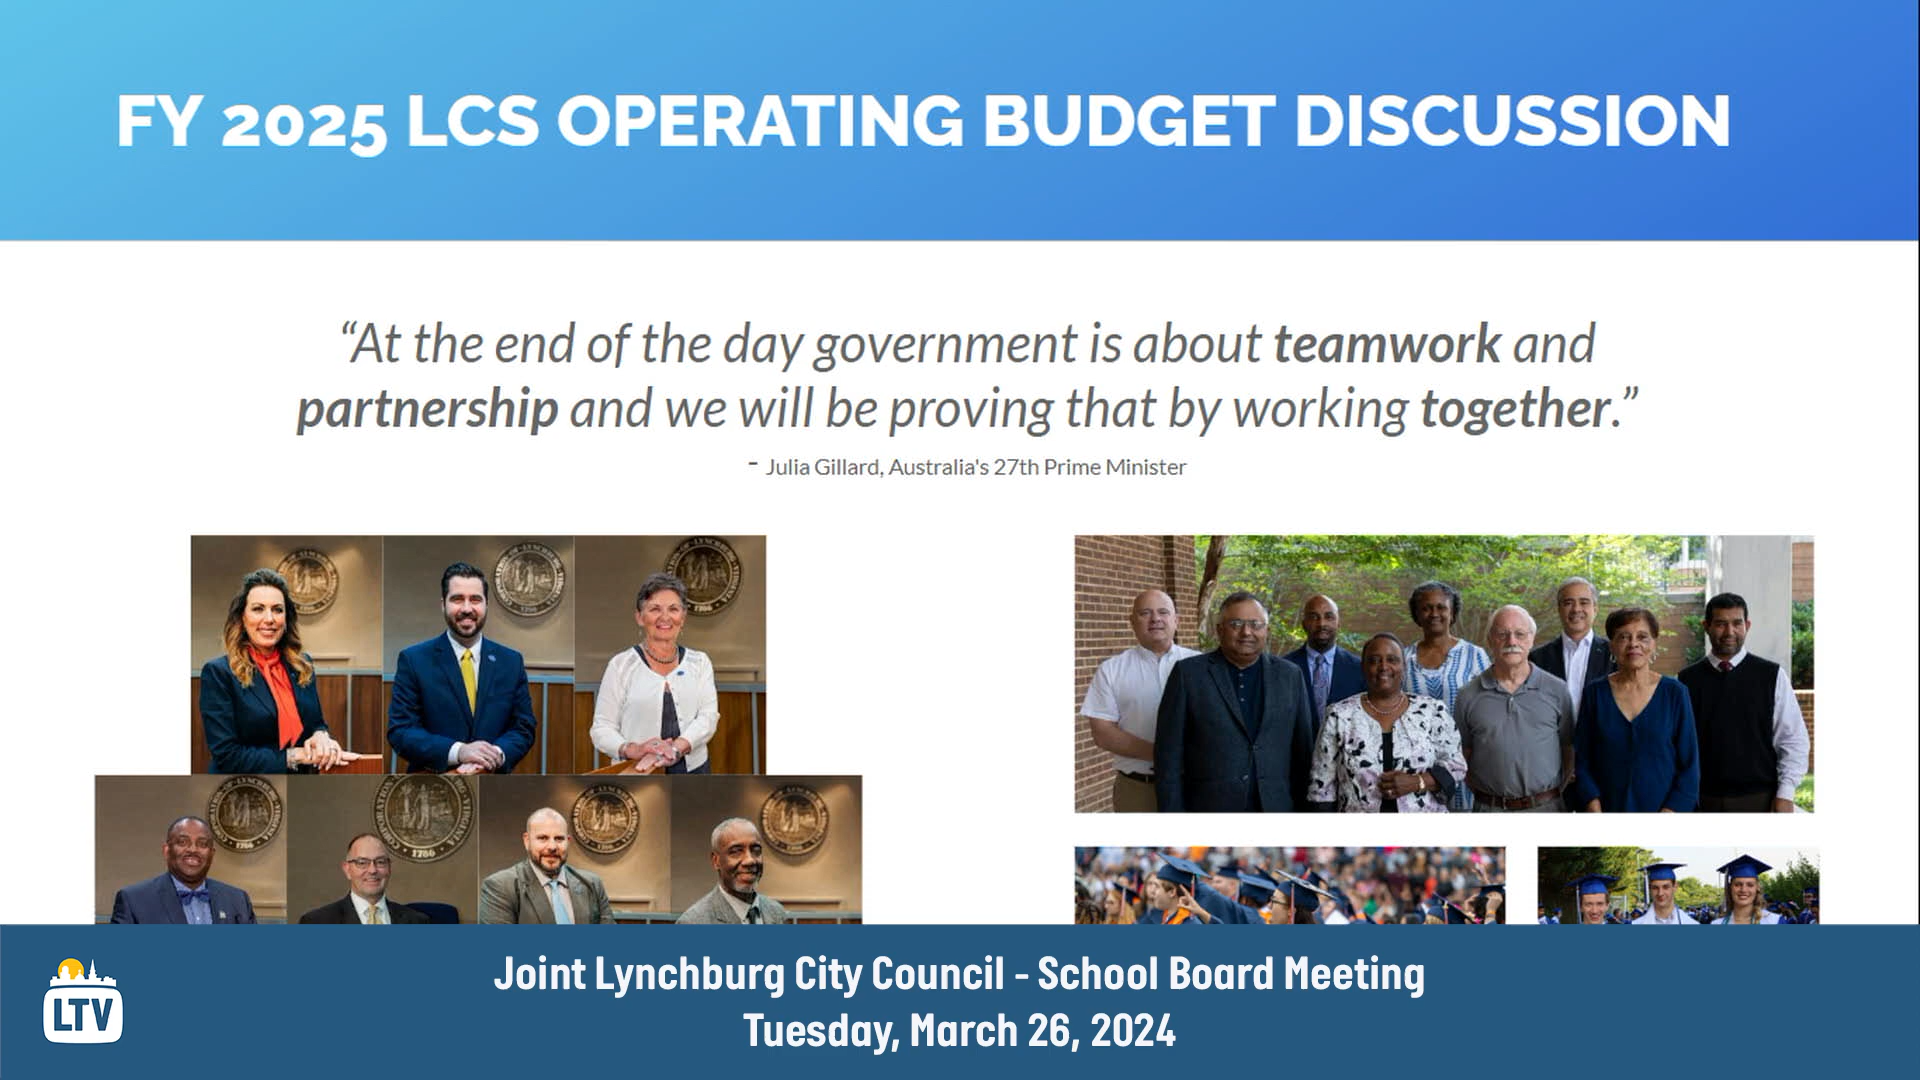 FY 2025 LCS OPERATING BUDGET DISCUSSION
“At the end of the day government is about teamwork and
partnership and we will be proving that by working together.”
- Julia Gillard, Australia's 27th Prime Minister
Joint Lynchburg City Council - School Board Meeting
Tuesday, March 26, 2024
LTV